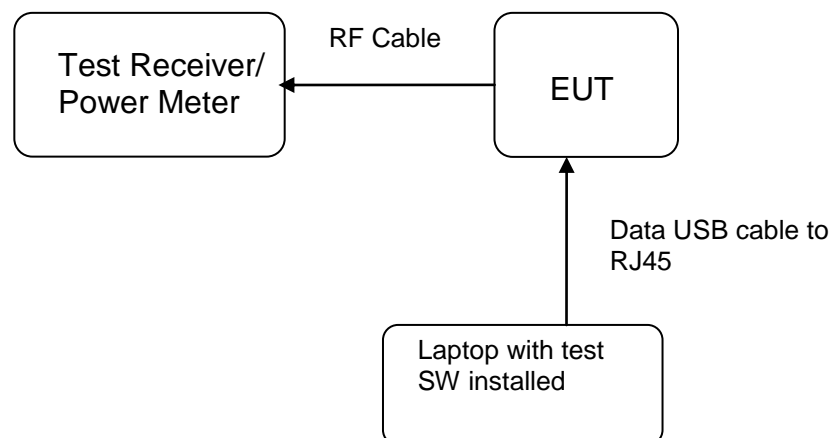 RF Cable
Test Receiver/
Power Meter
EUT
Data USB cable to
RJ45
Laptop with test
SW installed